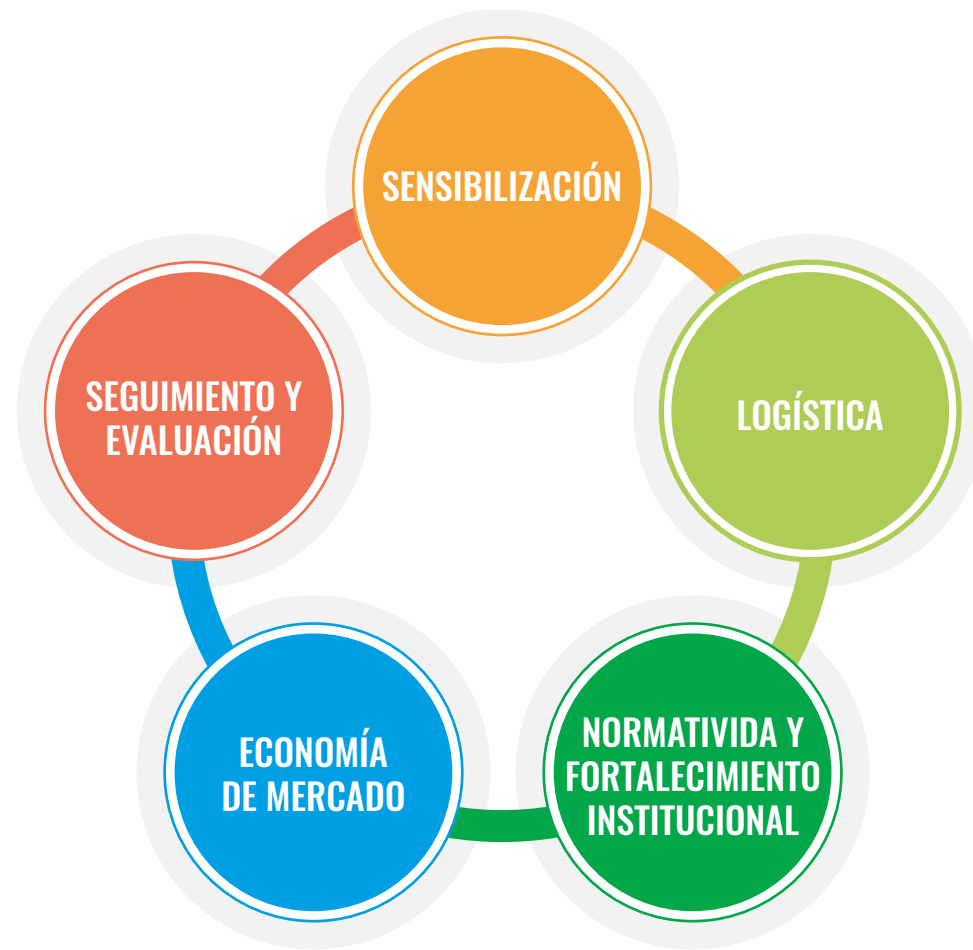 SENSIBILIZACIÓN
LOGÍSTICA
NORMATIVIDA Y
FORTALECIMIENTO
INSTITUCIONAL
ECONOMÍA
DE MERCADO
SEGUIMIENTO Y
EVALUACIÓN